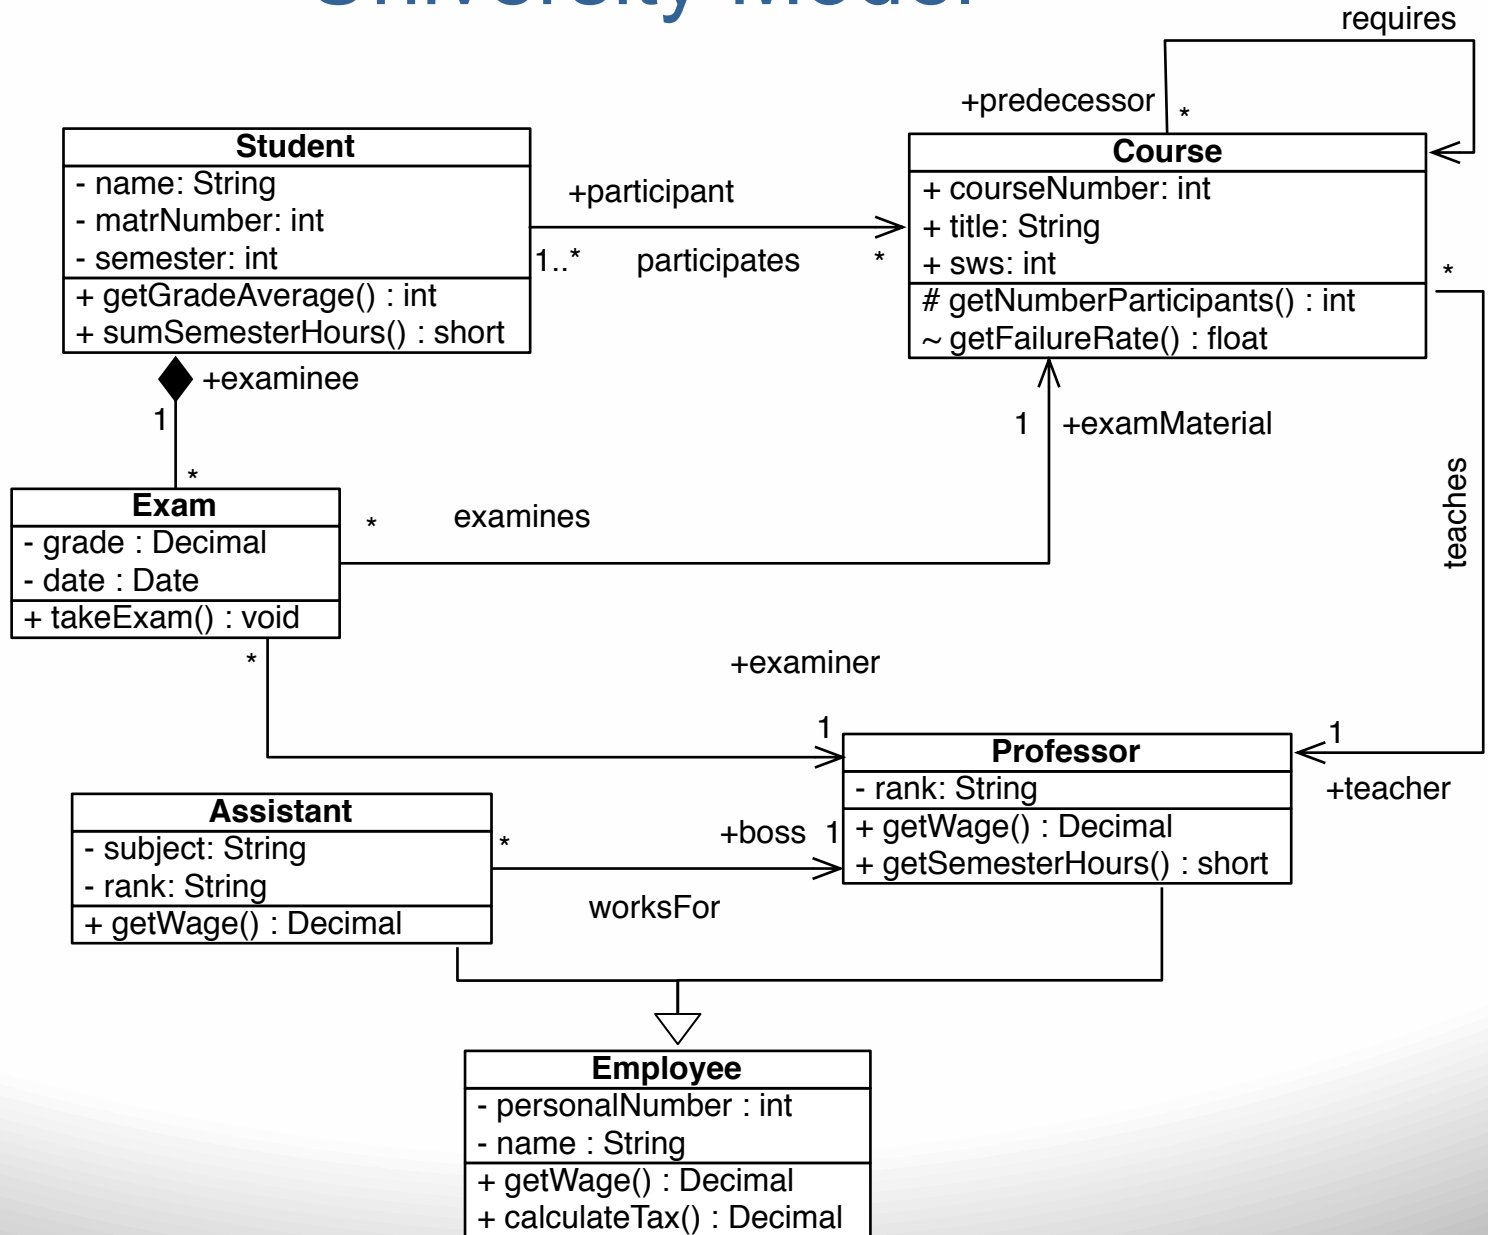 University Model
requires
+predecessor
*
Student
- name: String
- matrNumber: int
- semester: int
+ getGradeAverage() : int
+ sumSemesterHours() : short
+participant
1..*
participates
*
Course
+ courseNumber: int
+ title: String
+ sws: int
# getNumberParticipants() : int
~ getFailureRate() : float
*
+examinee
1
*
1
+examMaterial
teaches
Exam
- grade : Decimal
- date : Date
+ takeExam() : void
*
examines
*
+examiner
1
Professor
- rank: String
+ getWage() : Decimal
+ getSemesterHours() : short
1
+teacher
Assistant
- subject: String
- rank: String
+ getWage() : Decimal
*
+boss
1
worksFor
Employee
- personalNumber : int
- name : String
+ getWage() : Decimal
+ calculateTax() : Decimal